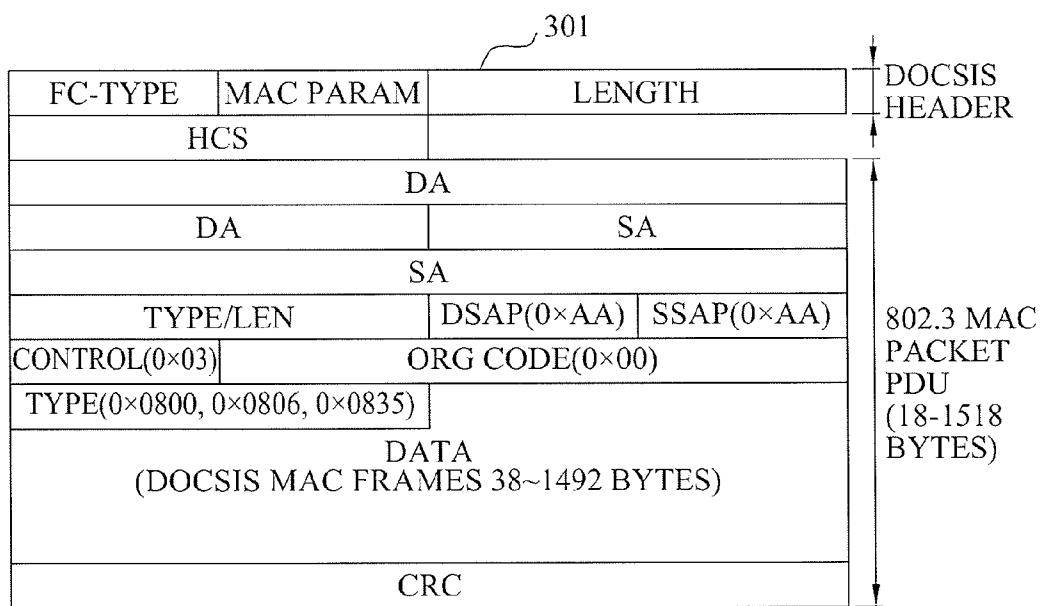 301
FC-TYPE MAC PARAM LENGTH
DOCSIS
HEADER
HCS
DA
DA SA
SA
TYPE/LEN DSAP(0×AA) SSAP(0×AA)
CONTROL(0×03) ORG CODE(0×00)
TYPE(0×0800, 0×0806, 0×0835)
DATA
(DOCSIS MAC FRAMES 38~1492 BYTES)
CRC
802.3 MAC
PACKET
PDU
(18-1518
BYTES)